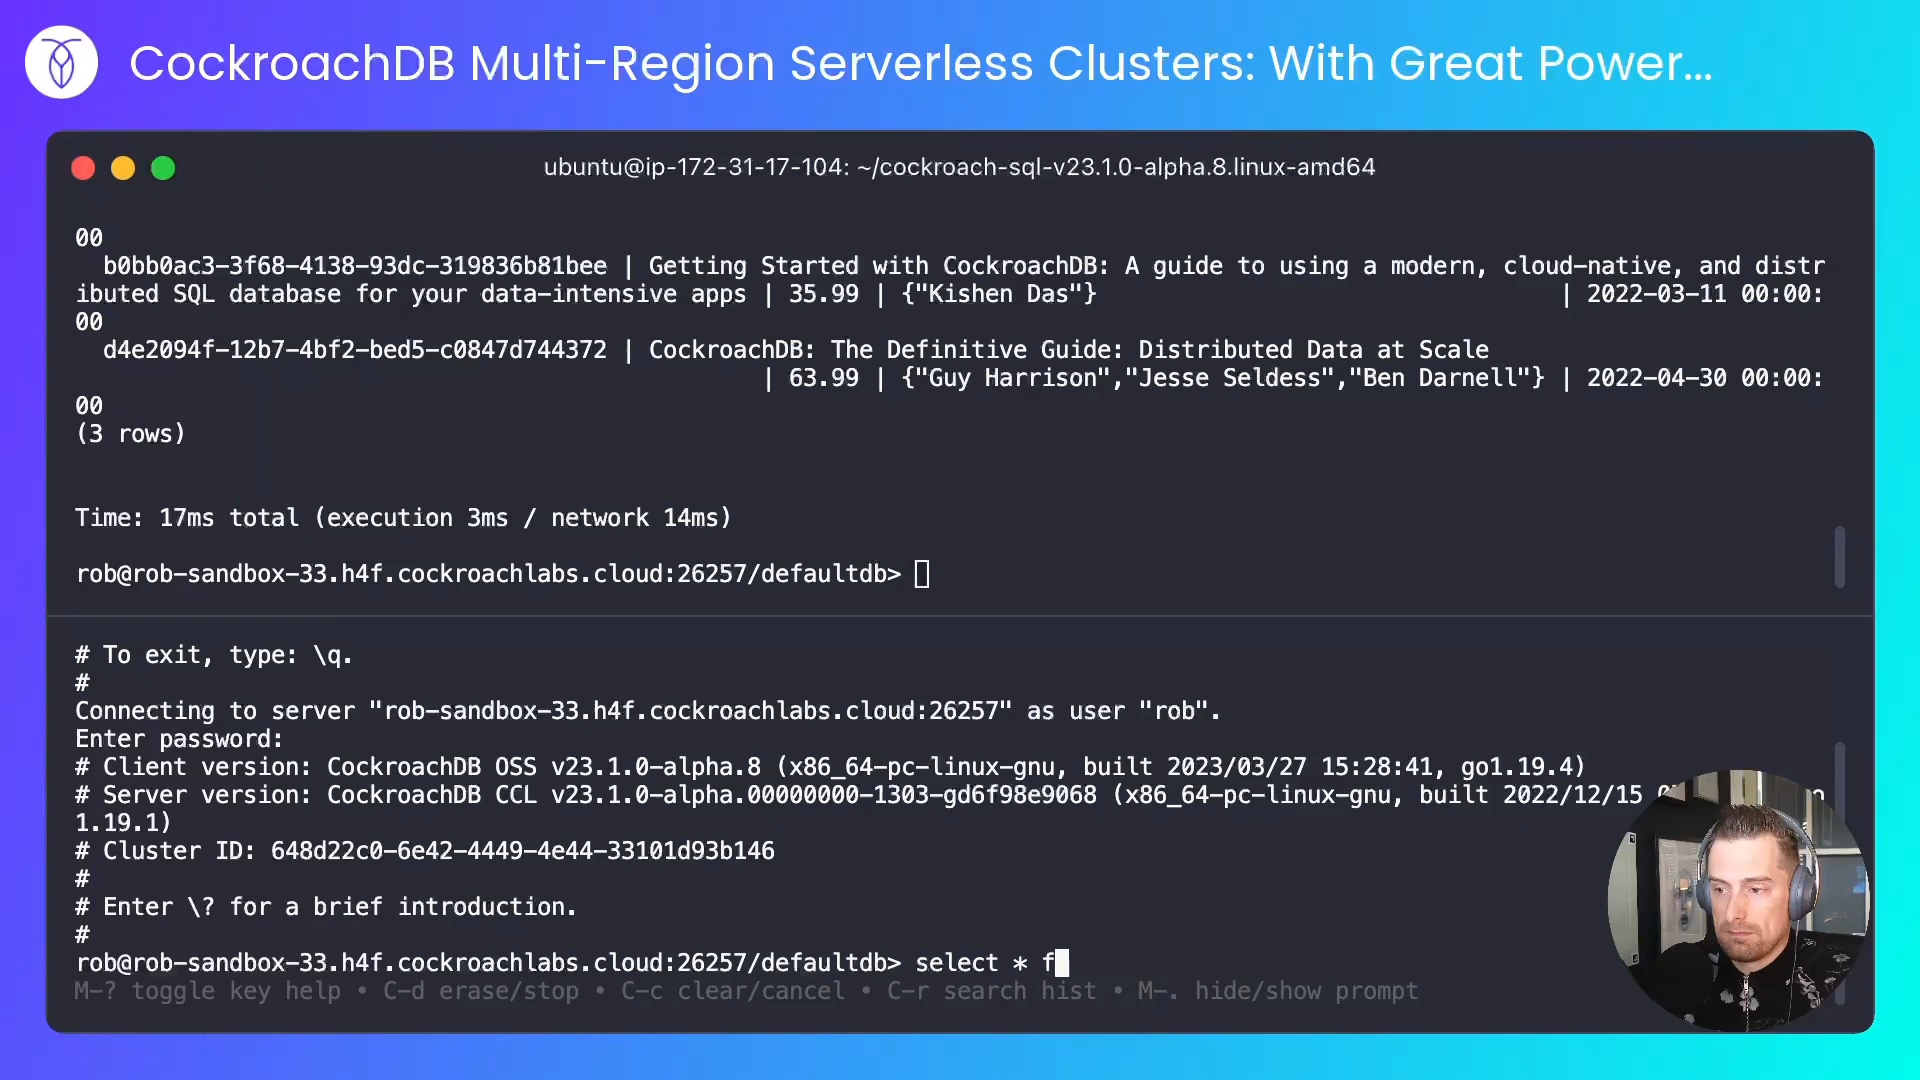 CockroachDB Multi-Region Serverless Clusters: With Great Power...
ubuntu@ip-172-31-17-104: ~/cockroach-sql-v23.1.0-alpha.8.linux-amd64
00
b0bb0ac3-3f68-4138-93dc-319836b81bee | Getting Started with CockroachDB: A guide to using a modern, cloud-native, and distr
ibuted SQL database for your data-intensive apps | 35.99 | {"Kishen Das"} | 2022-03-11 00:00:
00
d4e2094f-12b7-4bf2-bed5-c0847d744372 | CockroachDB: The Definitive Guide: Distributed Data at Scale
| 63.99 | {"Guy Harrison","Jesse Seldess","Ben Darnell"} | 2022-04-30 00:00:
00
(3 rows)
Time: 17ms total (execution 3ms / network 14ms)
rob@rob-sandbox-33.h4f.cockroachlabs.cloud:26257/defaultdb>
# To exit, type: \q.
#
Connecting to server "rob-sandbox-33.h4f.cockroachlabs.cloud:26257" as user "rob".
Enter password:
# Client version: CockroachDB OSS v23.1.0-alpha.8 (x86_64-pc-linux-gnu, built 2023/03/27 15:28:41, go1.19.4)
# Server version: CockroachDB CCL v23.1.0-alpha.00000000-1303-gd6f98e9068 (x86_64-pc-linux-gnu, built 2022/12/15
1.19.1)
# Cluster ID: 648d22c0-6e42-4449-4e44-33101d93b146
#
# Enter \? for a brief introduction.
#
rob@rob-sandbox-33.h4f.cockroachlabs.cloud:26257/defaultdb> select * f
M-? toggle key help • C-d erase/stop • C-c clear/cancel • C-r search hist • M-. hide/show prompt